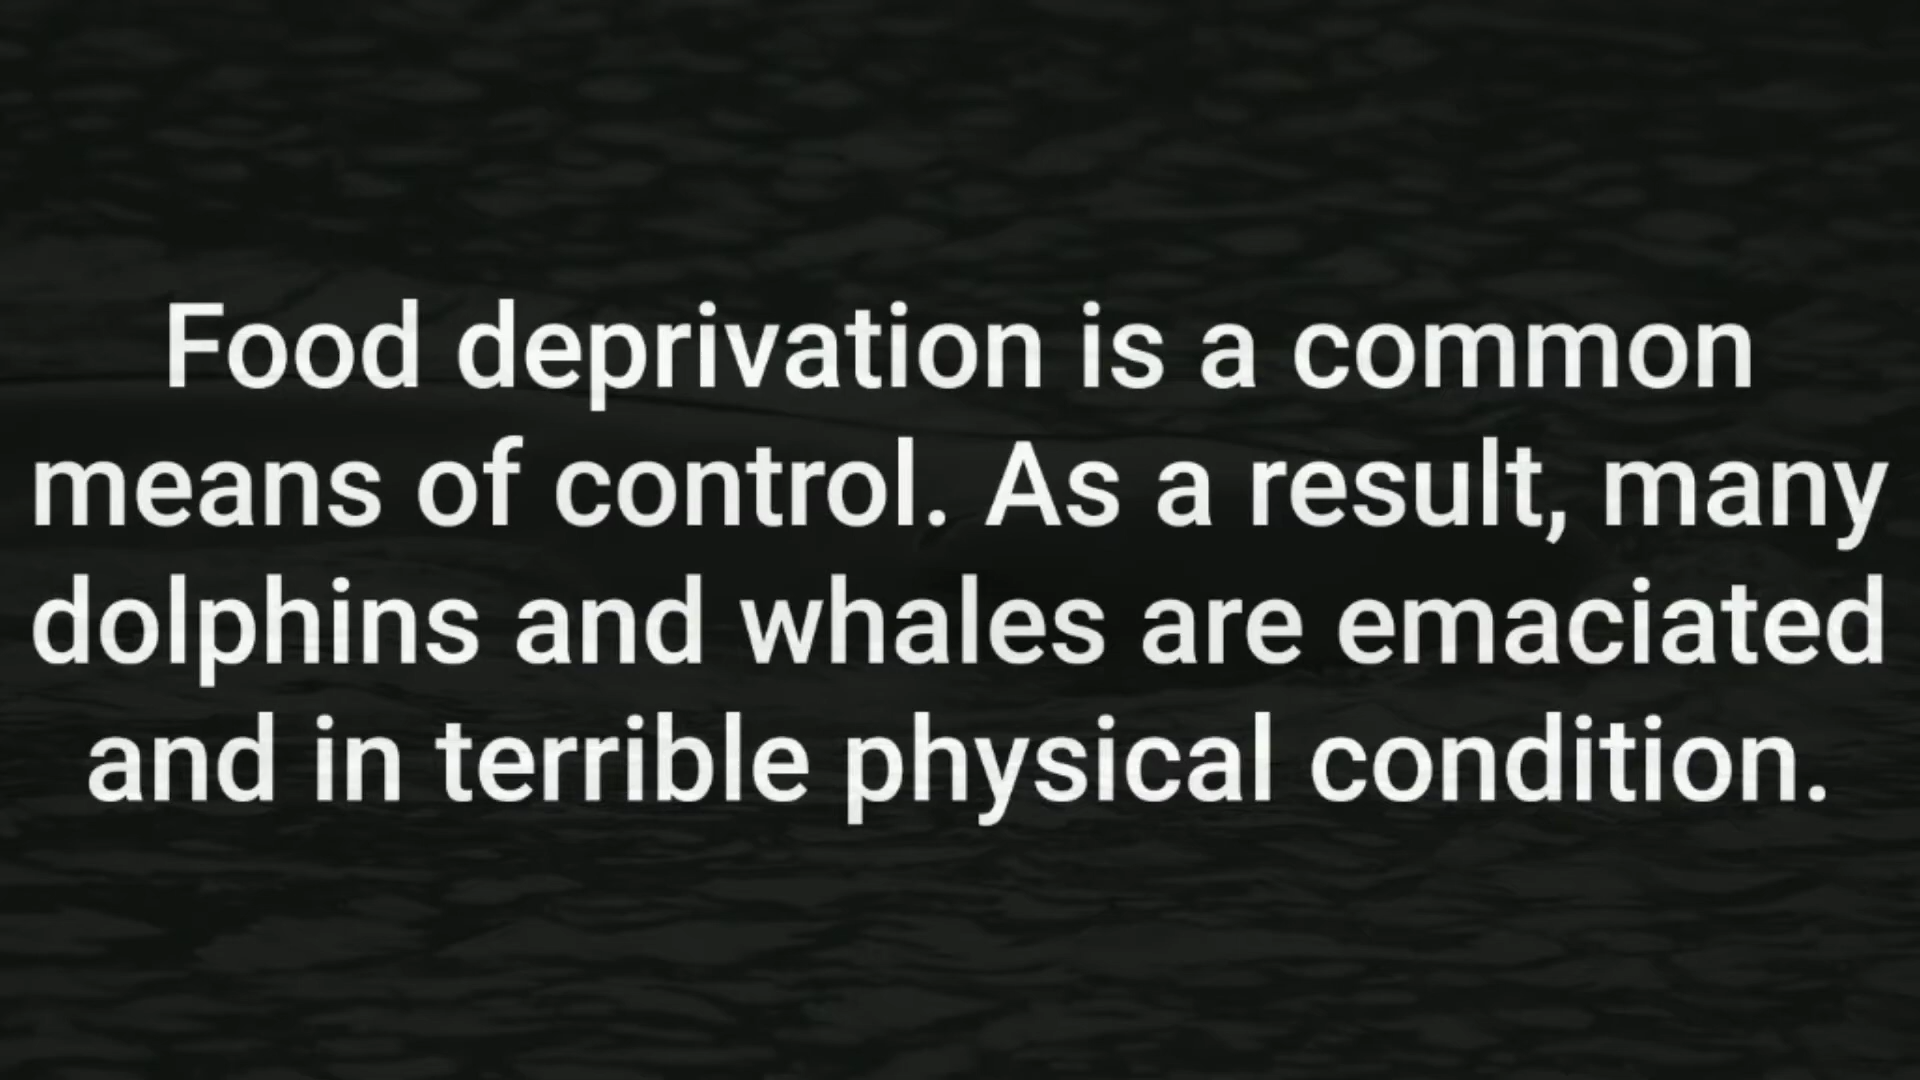 Food deprivation is a common
means of control. As a result, many
dolphins and whales are emaciated
and in terrible physical condition.